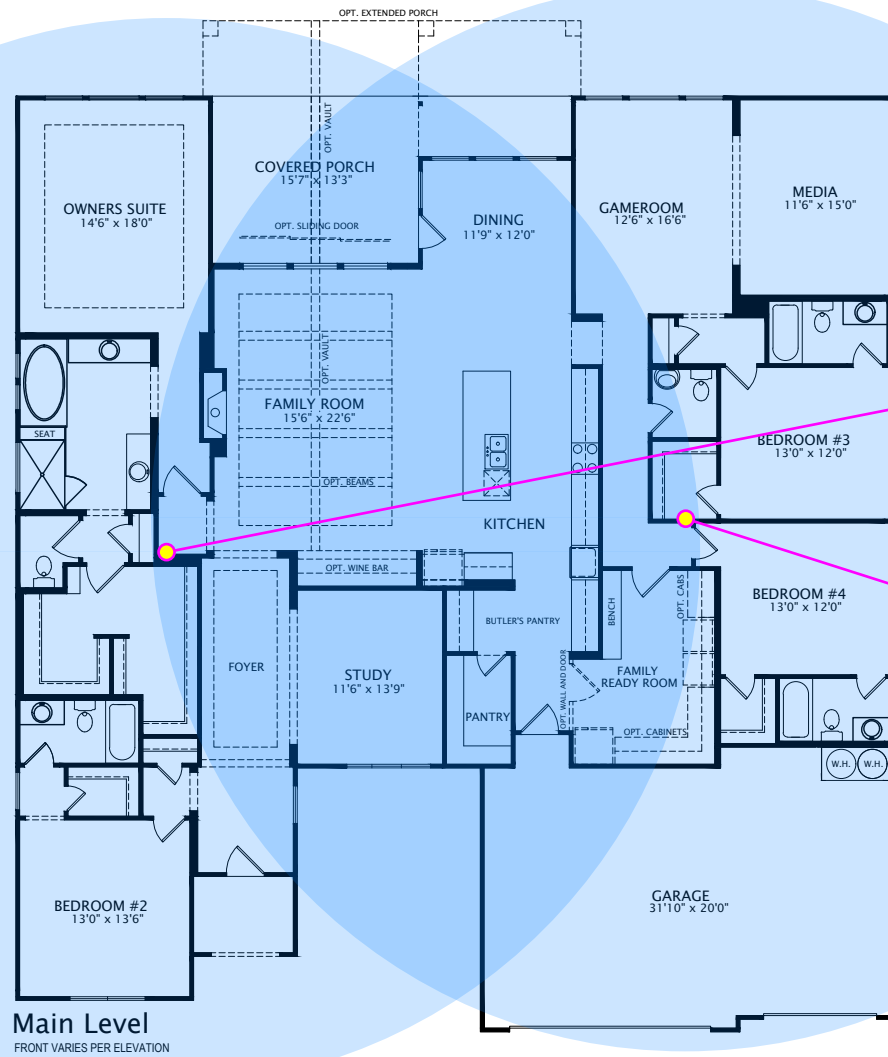 OPT. EXTENDED PORCH
OPT. VAULT
COVERED PORCH
15'7" x 13'3"
OWNERS SUITE
14'6" x 18'0"
OPT. SLIDING DOOR
DINING
11'9" x 12'0"
GAMEROOM
12'6" x 16'6"
MEDIA
11'6" x 15'0"
OPT. VAULT
FAMILY ROOM
15'6" x 22'6"
SEAT
OPT. BEAMS
BEDROOM #3
13'0" x 12'0"
KITCHEN
OPT. WINE BAR
BEDROOM #4
13'0" x 12'0"
BENCH
OPT. CABS
BUTLER'S PANTRY
FOYER
STUDY
11'6" x 13'9"
OPT. WALL AND DOOR
FAMILY
READY ROOM
PANTRY
OPT. CABINETS
W.H.
W.H.
BEDROOM #2
13'0" x 13'6"
GARAGE
31'10" x 20'0"
Main Level
FRONT VARIES PER ELEVATION